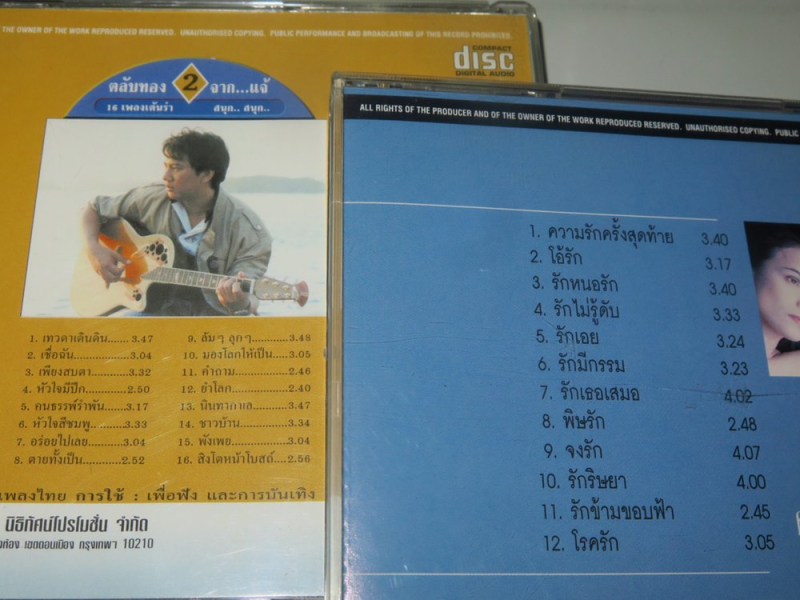 THE OWNER OF THE WORK REPRODUCED RESERVED. UNAUTHORISED COPYING. PUBLIC PERFORMANCE AND BROADCASTING OF THIS RECORD PROHIBITED.
COMPACT
disc
DIGITAL AUDIO
ตลับทอง 2 จาก...แจ้
16 เพลงเต้นรำ สนุก.. สนุก..
1. เทวดาเดินดิน.......3.47
2. เชื่อฉัน.................3.04
3. เพียงสบตา...........3.32
4. หัวใจมีปีก...........2.50
5. คนธรรพ์รำพัน......3.17
6. หัวใจสีชมพู..........3.33
7. อร่อยไปเลย..........3.04
8. ตายทั้งเป็น...........2.52
9. ล้มๆ ลุกๆ............3.48
10. มองโลกให้เป็น.....3.05
11. คำถาม................2.46
12. ยำโลก................2.40
13. นินทากาเล..........3.47
14. ชาวบ้าน..............3.34
15. พังเพย................3.04
16. สิงโตหน้าโบสถ์....2.56
เพลงไทย การใช้ : เพื่อฟัง และการบันเทิง
นิธิทัศน์โปรโมชั่น จำกัด
เขตดอนเมือง กรุงเทพฯ 10210
ALL RIGHTS OF THE PRODUCER AND OF THE OWNER OF THE WORK REPRODUCED RESERVED. UNAUTHORISED COPYING. PUBLIC
1. ความรักครั้งสุดท้าย 3.40
2. โอ้รัก 3.17
3. รักหนอรัก 3.40
4. รักไม่รู้ดับ 3.33
5. รักเอย 3.24
6. รักมีกรรม 3.23
7. รักเธอเสมอ 4.02
8. พิษรัก 2.48
9. จงรัก 4.07
10. รักริษยา 4.00
11. รักข้ามขอบฟ้า 2.45
12. โรครัก 3.05